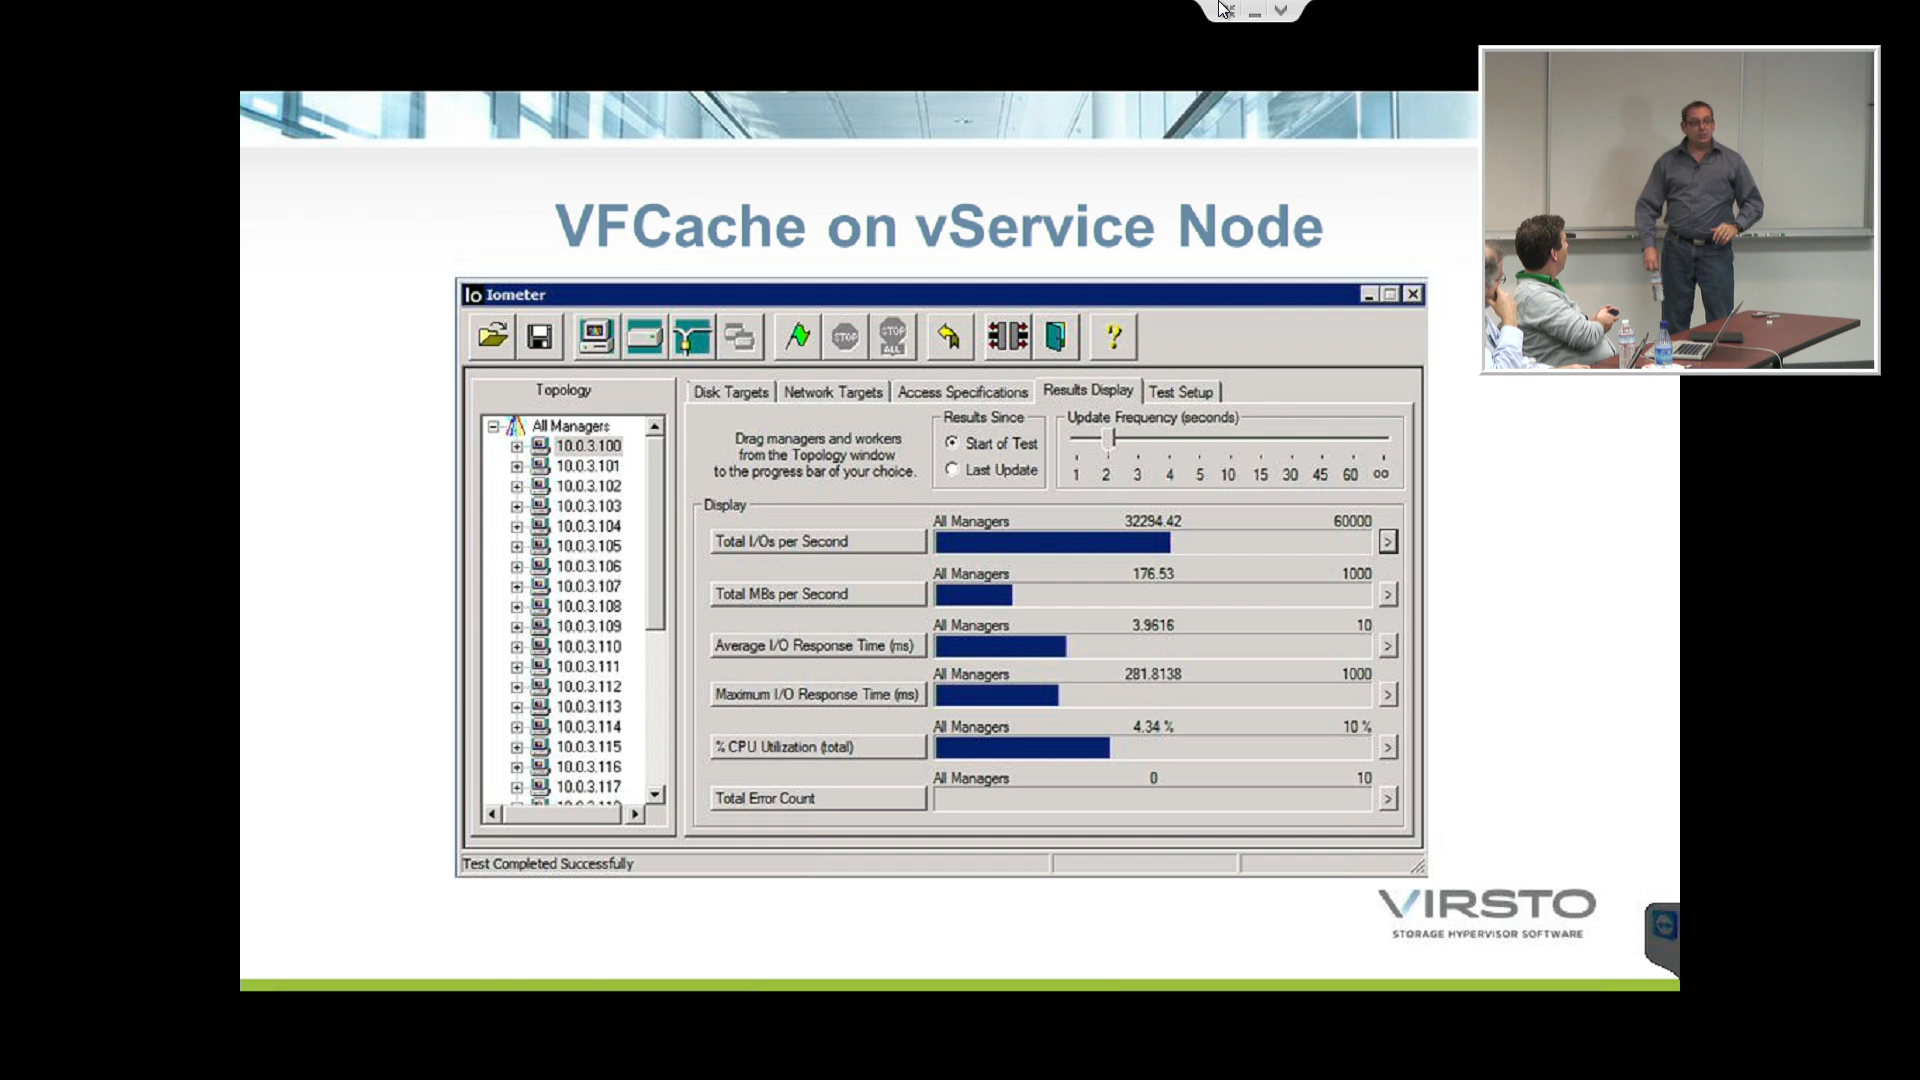 VFCache on vService Node
Io Iometer
STOP
STOP ALL
?
Topology
All Managers
10.0.3.100
10.0.3.101
10.0.3.102
10.0.3.103
10.0.3.104
10.0.3.105
10.0.3.106
10.0.3.107
10.0.3.108
10.0.3.109
10.0.3.110
10.0.3.111
10.0.3.112
10.0.3.113
10.0.3.114
10.0.3.115
10.0.3.116
10.0.3.117
Disk Targets Network Targets Access Specifications Results Display Test Setup
Drag managers and workers
from the Topology window
to the progress bar of your choice.
Results Since
Start of Test
Last Update
Update Frequency (seconds)
1 2 3 4 5 10 15 30 45 60 oo
Display
All Managers 32294.42 60000
Total I/Os per Second >
All Managers 176.53 1000
Total MBs per Second >
All Managers 3.9616 10
Average I/O Response Time (ms) >
All Managers 281.8138 1000
Maximum I/O Response Time (ms) >
All Managers 4.34 % 10 %
% CPU Utilization (total) >
All Managers 0 10
Total Error Count >
Test Completed Successfully
VIRSTO
STORAGE HYPERVISOR SOFTWARE